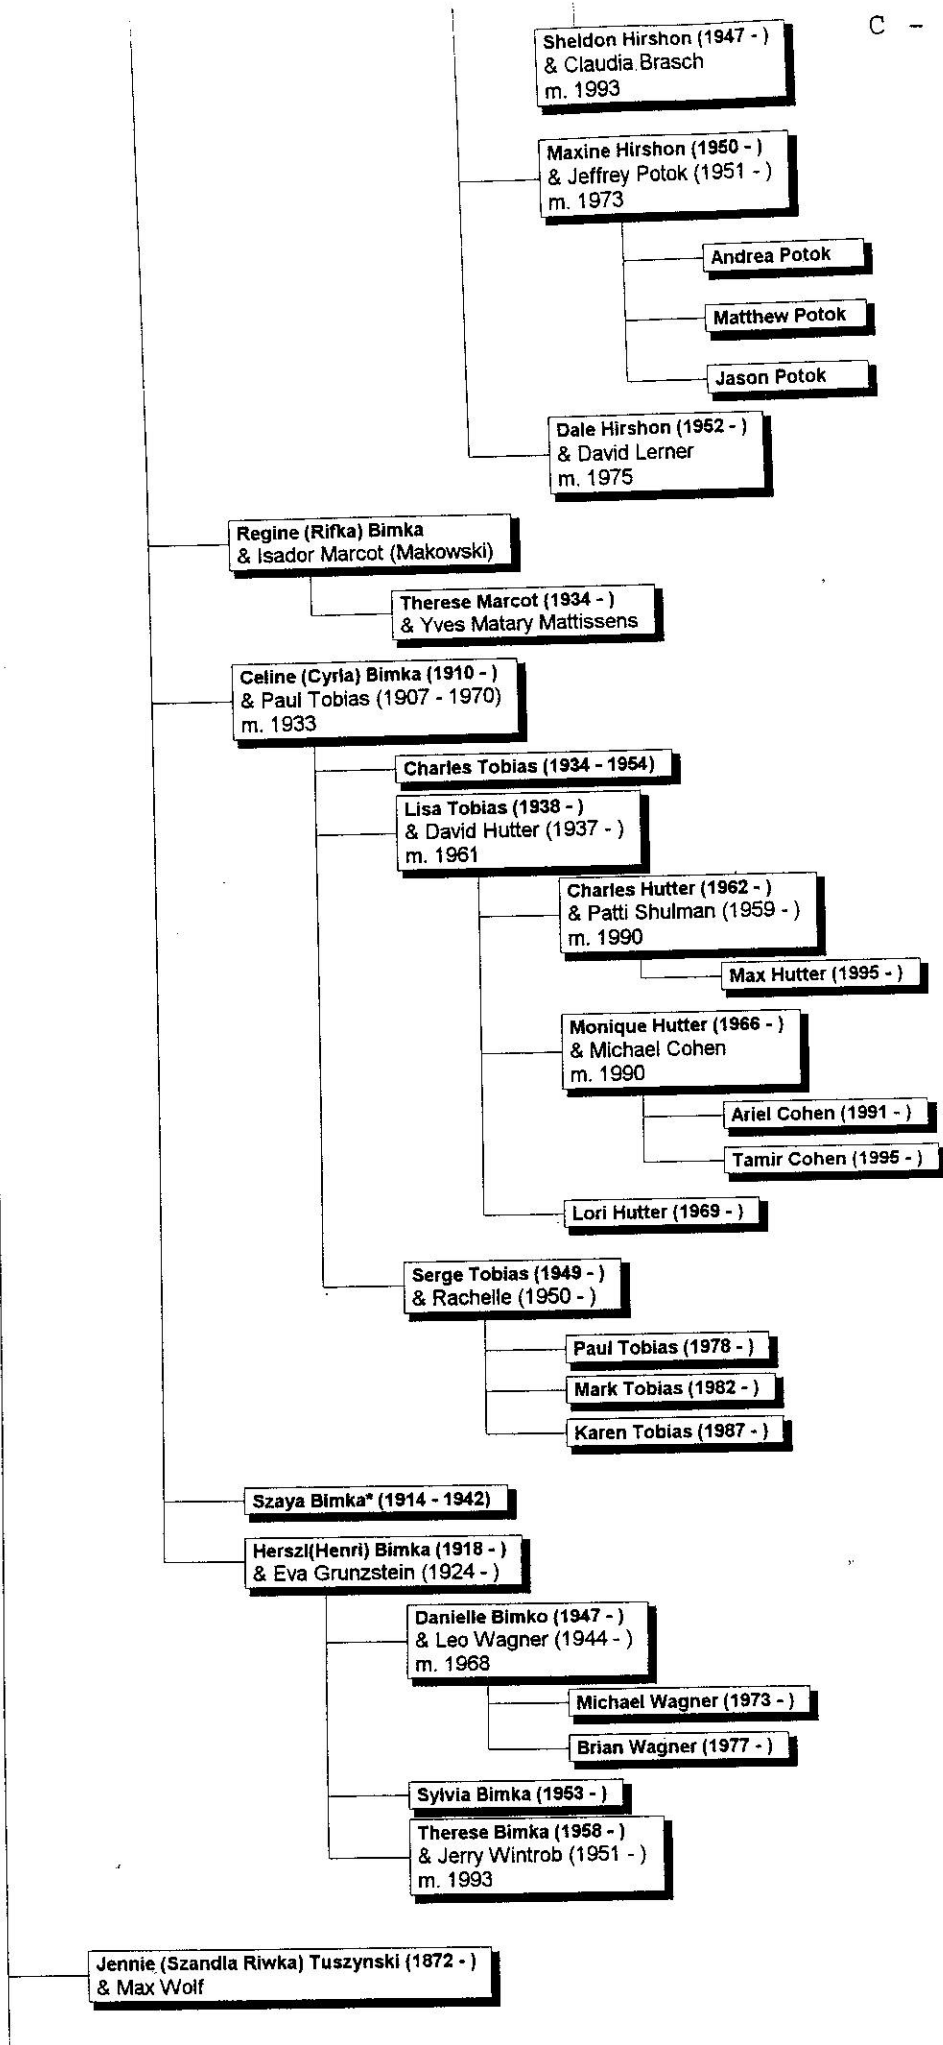 C -
Sheldon Hirshon (1947 - )
& Claudia Brasch
m. 1993
Maxine Hirshon (1950 - )
& Jeffrey Potok (1951 - )
m. 1973
Andrea Potok
Matthew Potok
Jason Potok
Dale Hirshon (1952 - )
& David Lerner
m. 1975
Regine (Rifka) Bimka
& Isador Marcot (Makowski)
Therese Marcot (1934 - )
& Yves Matary Mattissens
Celine (Cyrla) Bimka (1910 - )
& Paul Tobias (1907 - 1970)
m. 1933
Charles Tobias (1934 - 1954)
Lisa Tobias (1938 - )
& David Hutter (1937 - )
m. 1961
Charles Hutter (1962 - )
& Patti Shulman (1959 - )
m. 1990
Max Hutter (1995 - )
Monique Hutter (1966 - )
& Michael Cohen
m. 1990
Ariel Cohen (1991 - )
Tamir Cohen (1995 - )
Lori Hutter (1969 - )
Serge Tobias (1949 - )
& Rachelle (1950 - )
Paul Tobias (1978 - )
Mark Tobias (1982 - )
Karen Tobias (1987 - )
Szaya Bimka* (1914 - 1942)
Herszl(Henri) Bimka (1918 - )
& Eva Grunzstein (1924 - )
Danielle Bimko (1947 - )
& Leo Wagner (1944 - )
m. 1968
Michael Wagner (1973 - )
Brian Wagner (1977 - )
Sylvia Bimka (1953 - )
Therese Bimka (1958 - )
& Jerry Wintrob (1951 - )
m. 1993
Jennie (Szandla Riwka) Tuszynski (1872 - )
& Max Wolf